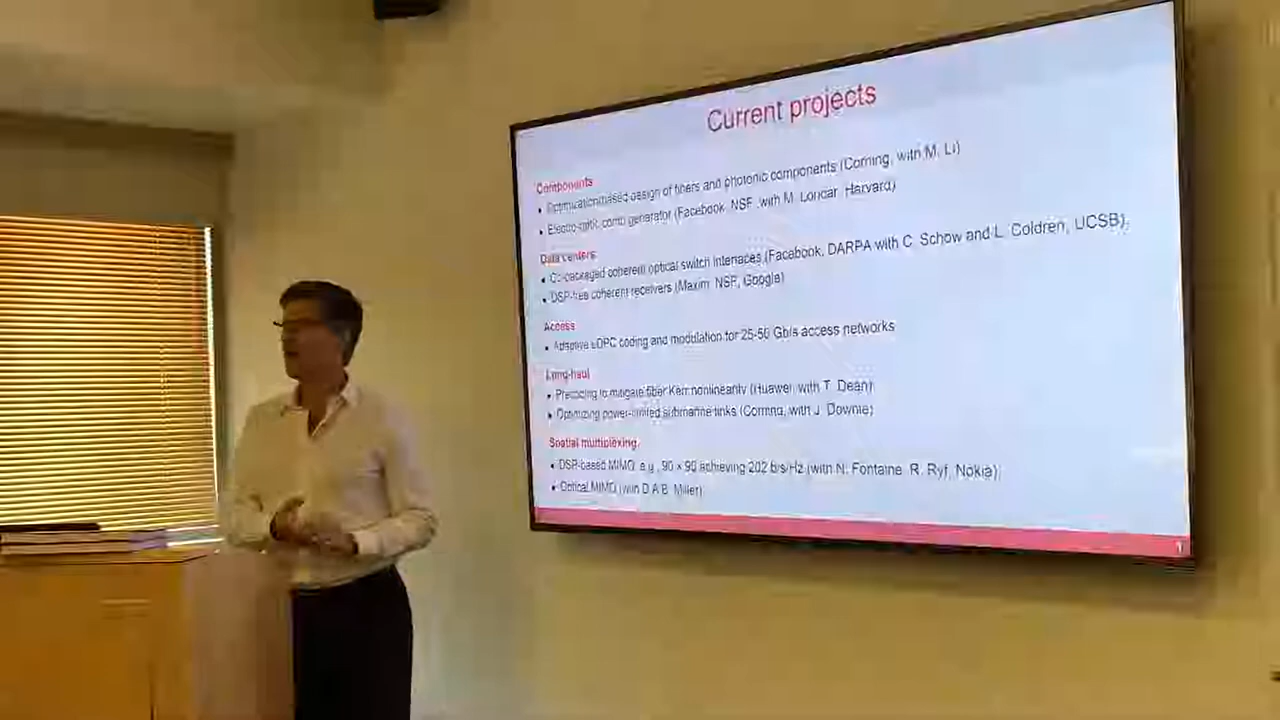 Current projects
Components
• Optimization-based design of fibers and photonic components (Corning, with M. Li)
• Electro-optic comb generator (Facebook, NSF, with M. Loncar, Harvard)
Data centers
• Co-packaged coherent optical switch interfaces (Facebook, DARPA with C. Schow and L. Coldren, UCSB)
• DSP-free coherent receivers (Maxim, NSF, Google)
Access
• Adaptive LDPC coding and modulation for 25-50 Gb/s access networks
Long-haul
• Precoding to mitigate fiber Kerr nonlinearity (Huawei, with T. Dean)
• Optimizing power-limited submarine links (Corning, with J. Downie)
Spatial multiplexing
• DSP-based MIMO, e.g., 90 × 90 achieving 202 b/s/Hz (with N. Fontaine, R. Ryf, Nokia)
• Optical MIMO (with D.A.B. Miller)
1